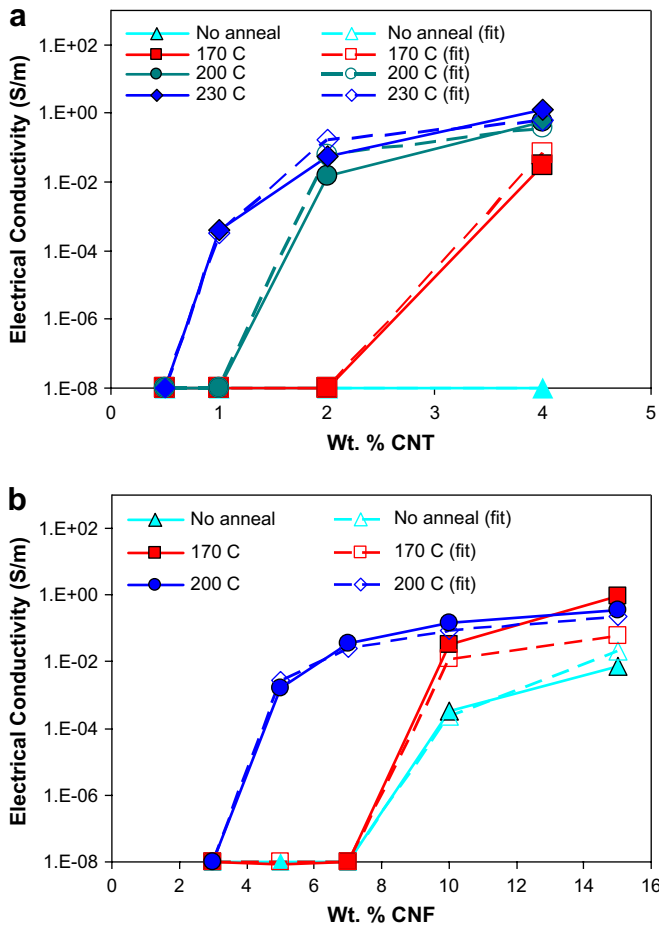 a
Electrical Conductivity (S/m)
1.E+02
1.E+00
1.E-02
1.E-04
1.E-06
1.E-08
No anneal
170 C
200 C
230 C
No anneal (fit)
170 C (fit)
200 C (fit)
230 C (fit)
0 1 2 3 4 5
Wt. % CNT
b
Electrical Conductivity (S/m)
1.E+02
1.E+00
1.E-02
1.E-04
1.E-06
1.E-08
No anneal
170 C
200 C
No anneal (fit)
170 C (fit)
200 C (fit)
0 2 4 6 8 10 12 14 16
Wt. % CNF